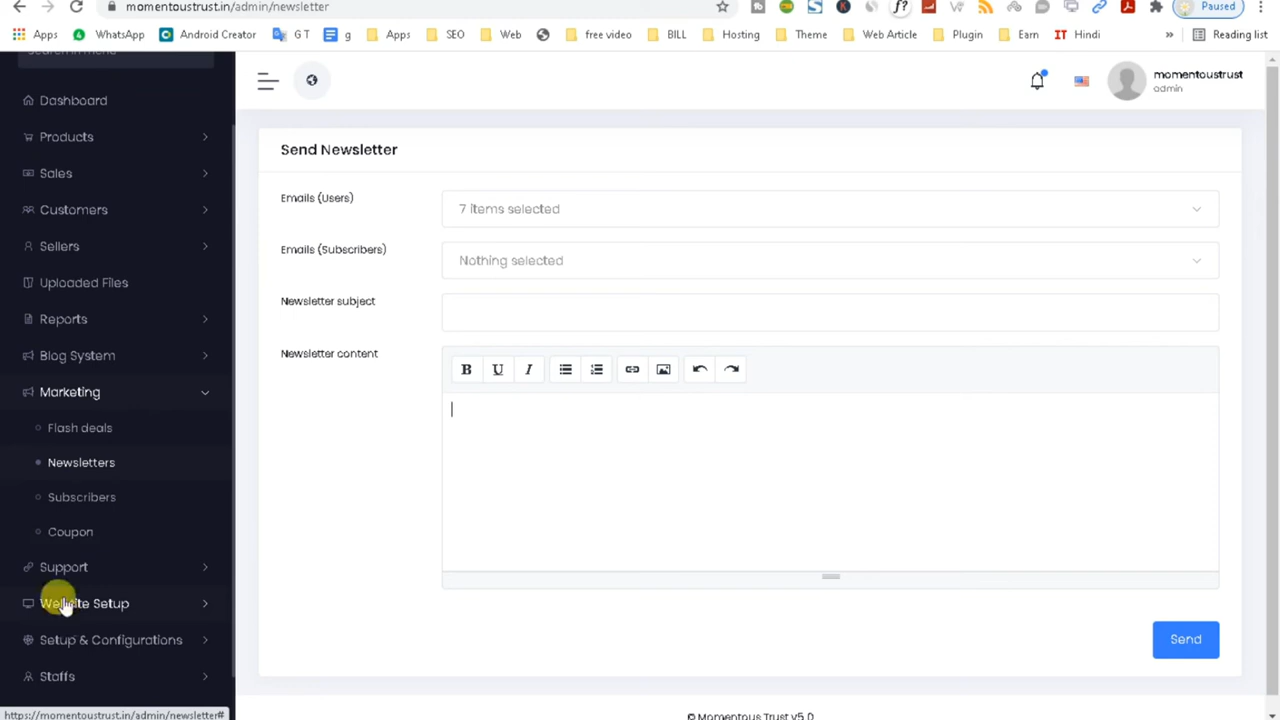 momentoustrust.in/admin/newsletter
Paused
Apps WhatsApp Android Creator G T g Apps SEO Web free video BILL Hosting Theme Web Article Plugin Earn IT Hindi » Reading list
Search in menu
momentoustrust
admin
Dashboard
Products
Sales
Customers
Sellers
Uploaded Files
Reports
Blog System
Marketing
Flash deals
Newsletters
Subscribers
Coupon
Support
Website Setup
Setup & Configurations
Staffs
Send Newsletter
Emails (Users)
7 items selected
Emails (Subscribers)
Nothing selected
Newsletter subject
Newsletter content
B U I
Send
© Momentous Trust v5.0
https://momentoustrust.in/admin/newsletter#